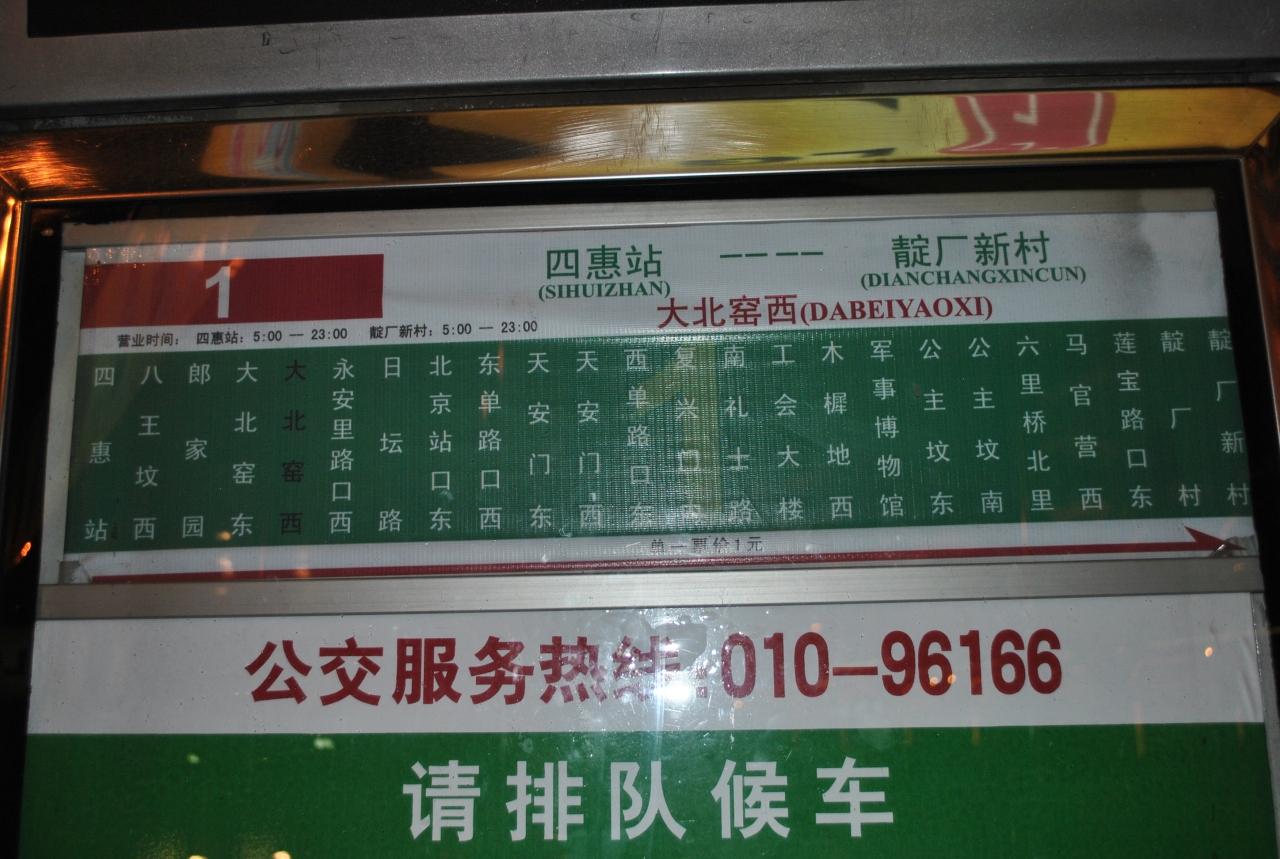 1
四惠站 ---- 靛厂新村
(SIHUIZHAN) (DIANCHANGXINCUN)
大北窑西(DABEIYAOXI)
营业时间： 四惠站：5:00 — 23:00 靛厂新村：5:00 — 23:00
四惠站
八王坟西
郎家园
大北窑东
大北窑西
永安里路口西
日坛路
北京站口东
东单路口西
天安门东
天安门西
西单路口东
复兴门内
南礼士路
工会大楼
木樨地西
军事博物馆
公主坟东
公主坟南
六里桥北里
马官营西
莲宝路口东
靛厂村
靛厂新村
单一票价1元
公交服务热线:010-96166
请排队候车